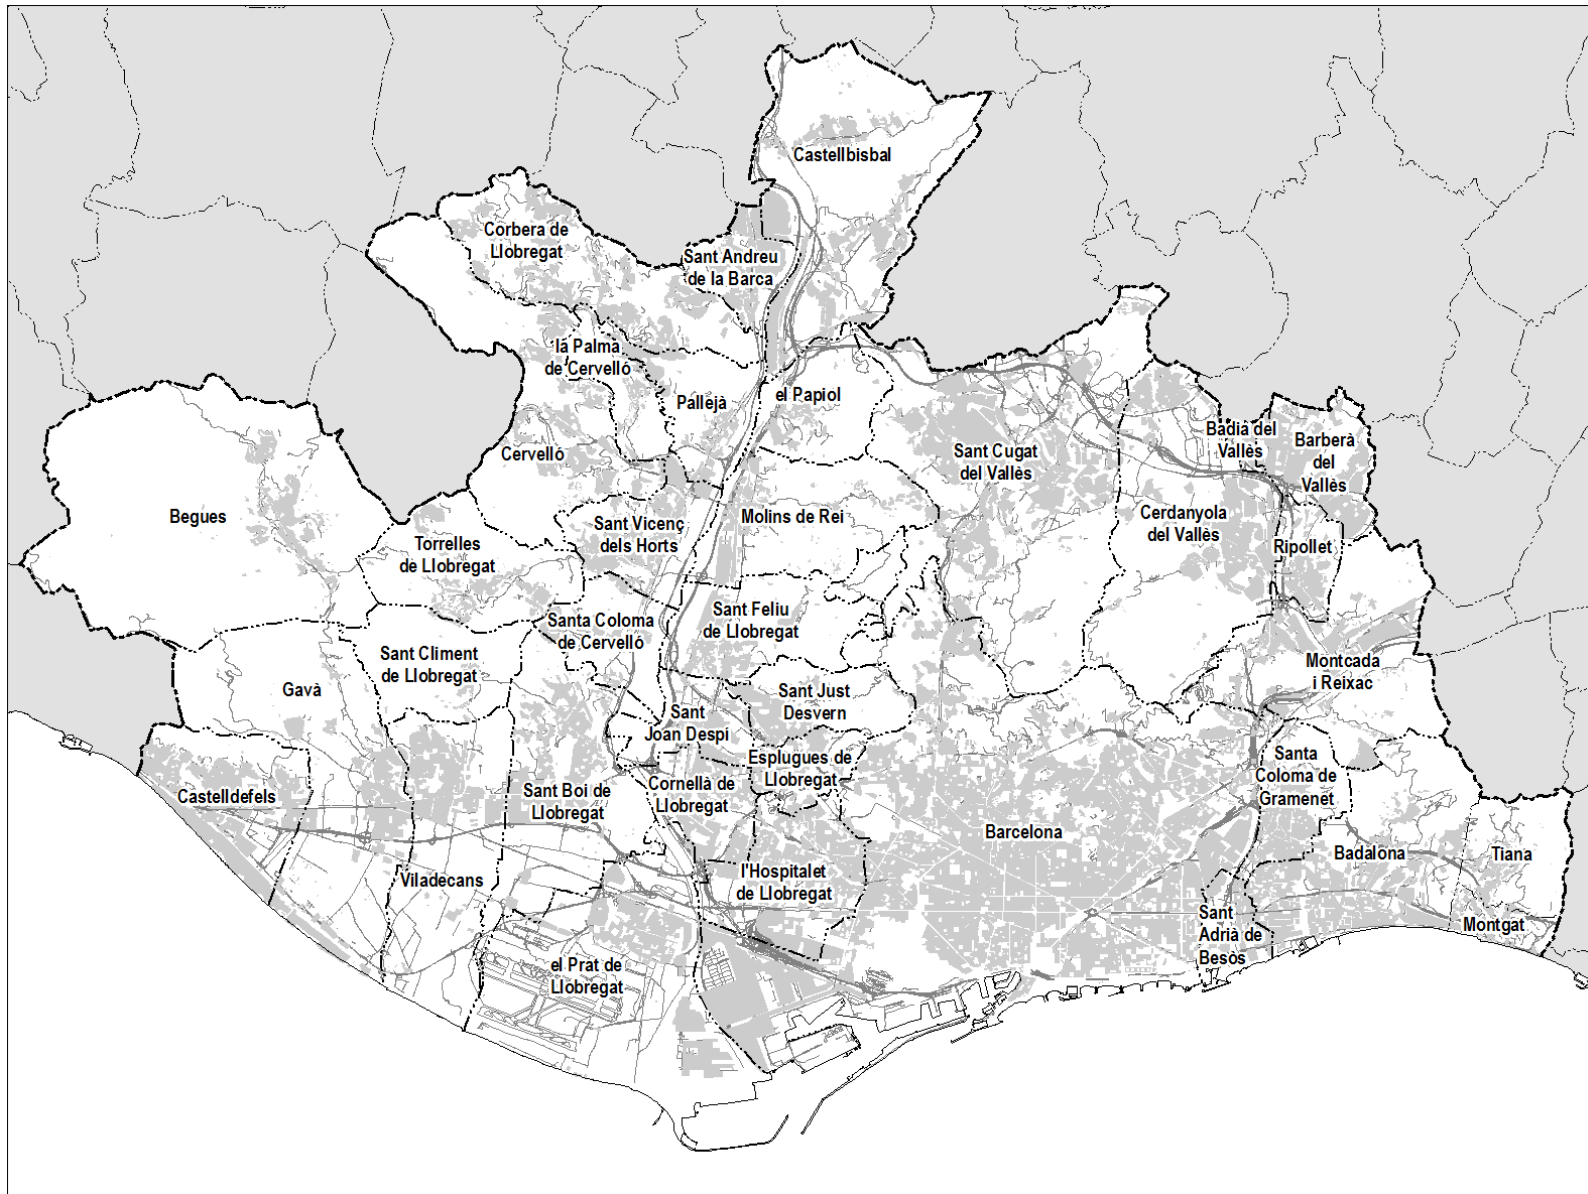 Castellbisbal
Corbera de
Llobregat
Sant Andreu
de la Barca
la Palma
de Cervelló
Pallejà
el Papiol
Cervelló
Sant Cugat
del Vallès
Badia del
Vallès
Barberà
del
Vallès
Begues
Torrelles
de Llobregat
Sant Vicenç
dels Horts
Molins de Rei
Cerdanyola
del Vallès
Ripollet
Santa Coloma
de Cervelló
Sant Feliu
de Llobregat
Sant Climent
de Llobregat
Gavà
Montcada
i Reixac
Sant Just
Desvern
Sant
Joan Despí
Esplugues de
Llobregat
Santa
Coloma de
Gramenet
Castelldefels
Sant Boi de
Llobregat
Cornellà de
Llobregat
Barcelona
Badalona
Tiana
Viladecans
l'Hospitalet
de Llobregat
Sant
Adrià de
Besòs
Montgat
el Prat de
Llobregat